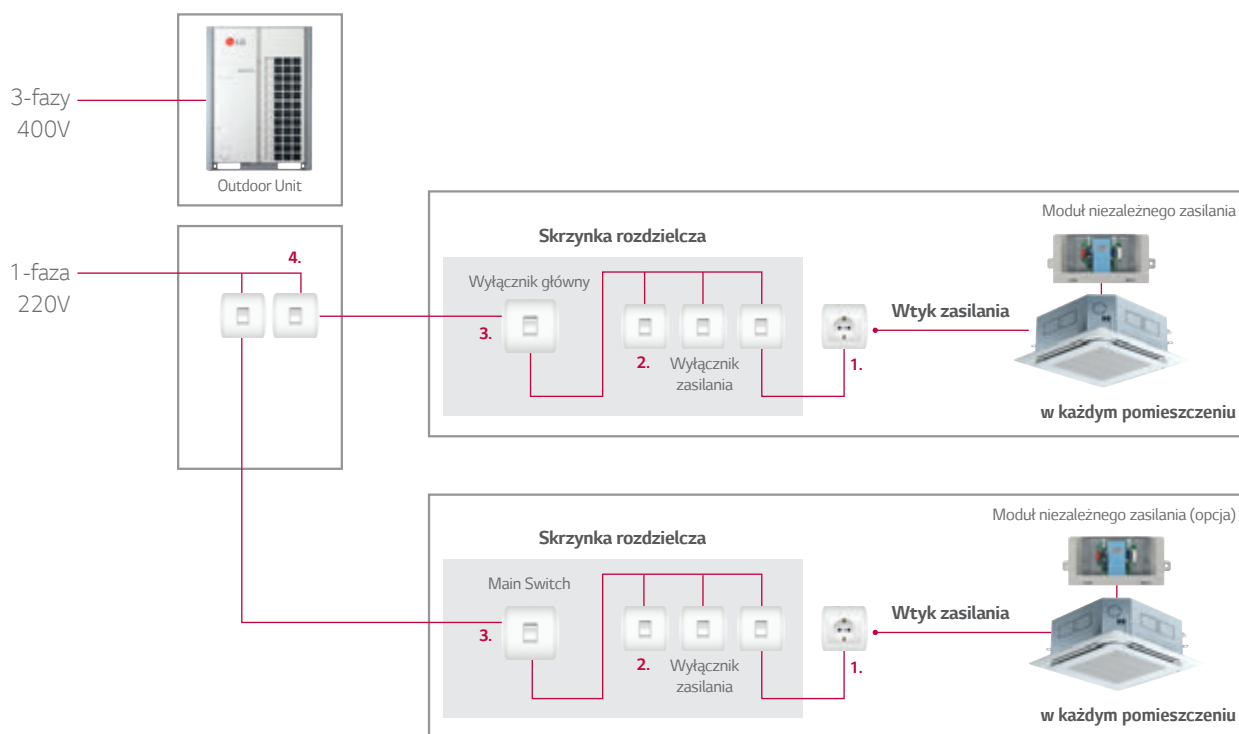 LG
3-fazy
400V
Outdoor Unit
1-faza
220V
4.
Moduł niezależnego zasilania
Skrzynka rozdzielcza
Wyłącznik główny
3.
2.
Wyłącznik
zasilania
1.
Wtyk zasilania
w każdym pomieszczeniu
Moduł niezależnego zasilania (opcja)
Skrzynka rozdzielcza
Main Switch
3.
2.
Wyłącznik
zasilania
1.
Wtyk zasilania
w każdym pomieszczeniu